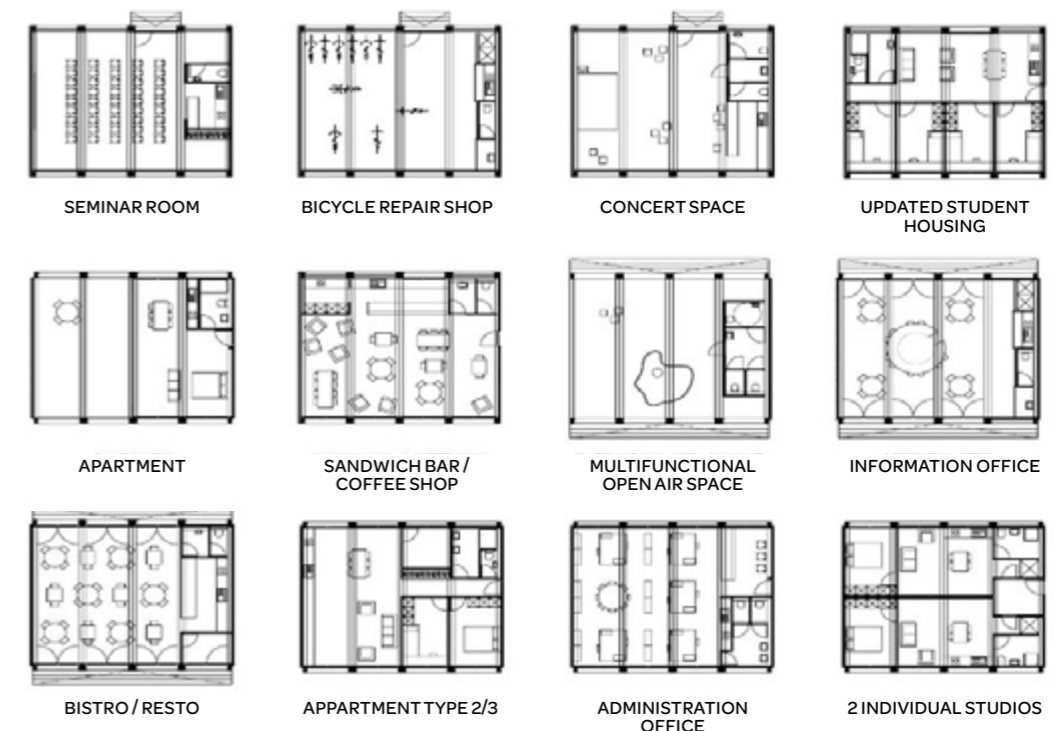 SEMINAR ROOM
BICYCLE REPAIR SHOP
CONCERT SPACE
UPDATED STUDENT
HOUSING
APARTMENT
SANDWICH BAR /
COFFEE SHOP
MULTIFUNCTIONAL
OPEN AIR SPACE
INFORMATION OFFICE
BISTRO / RESTO
APPARTMENT TYPE 2/3
ADMINISTRATION
OFFICE
2 INDIVIDUAL STUDIOS